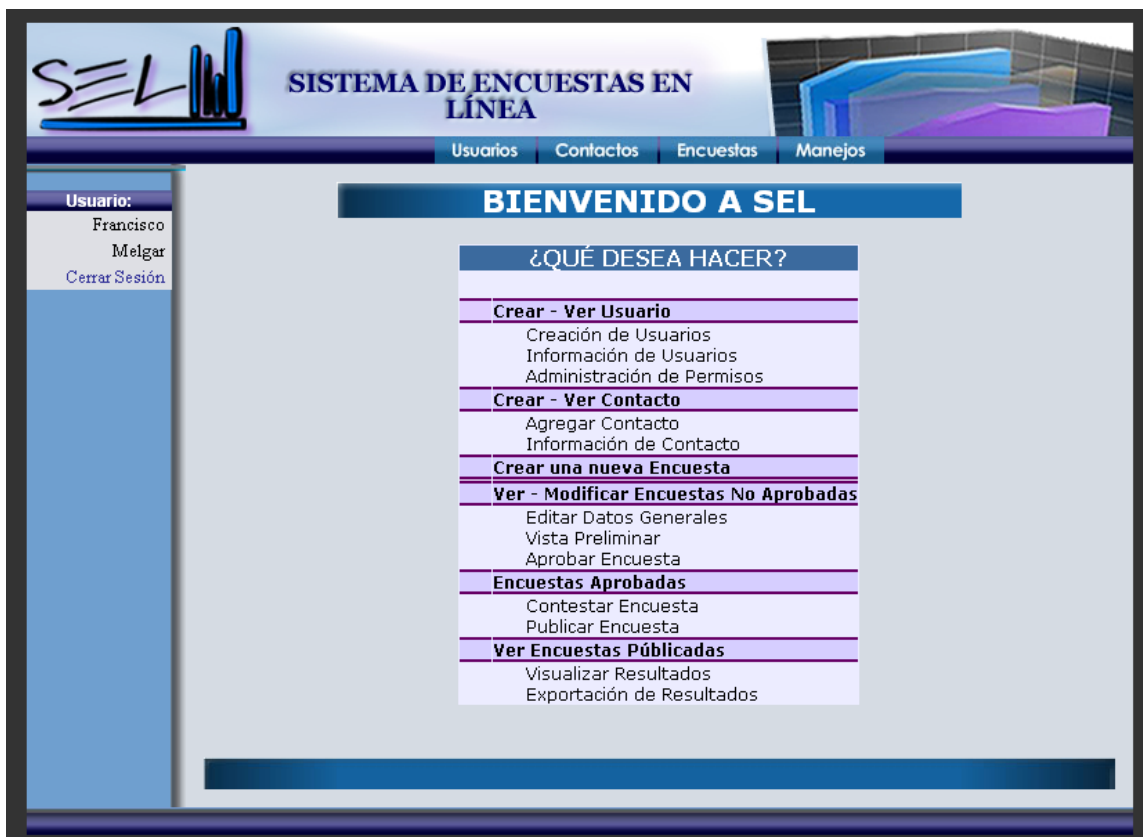 SEL
SISTEMA DE ENCUESTAS EN
LÍNEA
Usuarios Contactos Encuestas Manejos
Usuario:
Francisco
Melgar
Cerrar Sesión
BIENVENIDO A SEL
¿QUÉ DESEA HACER?
Crear - Ver Usuario
Creación de Usuarios
Información de Usuarios
Administración de Permisos
Crear - Ver Contacto
Agregar Contacto
Información de Contacto
Crear una nueva Encuesta
Ver - Modificar Encuestas No Aprobadas
Editar Datos Generales
Vista Preliminar
Aprobar Encuesta
Encuestas Aprobadas
Contestar Encuesta
Publicar Encuesta
Ver Encuestas Públicadas
Visualizar Resultados
Exportación de Resultados